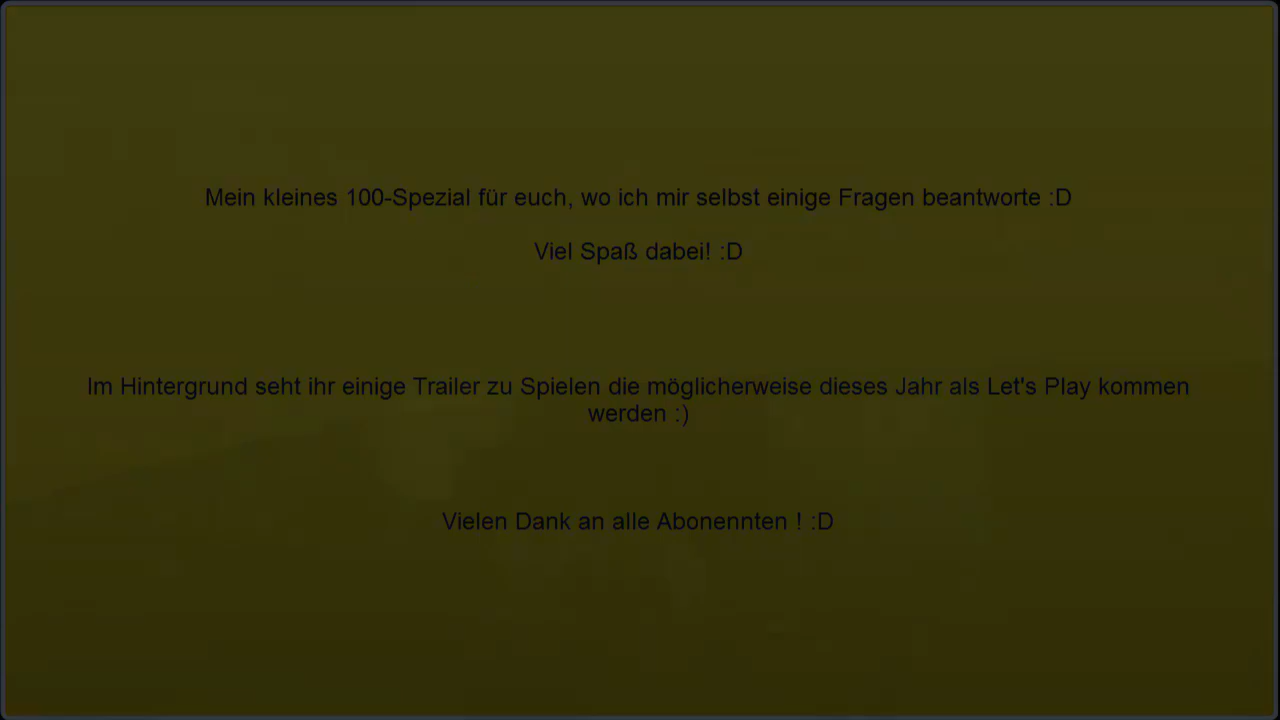 Mein kleines 100-Spezial für euch, wo ich mir selbst einige Fragen beantworte :D
Viel Spaß dabei! :D
Im Hintergrund seht ihr einige Trailer zu Spielen die möglicherweise dieses Jahr als Let's Play kommen
werden :)
Vielen Dank an alle Abonennten ! :D